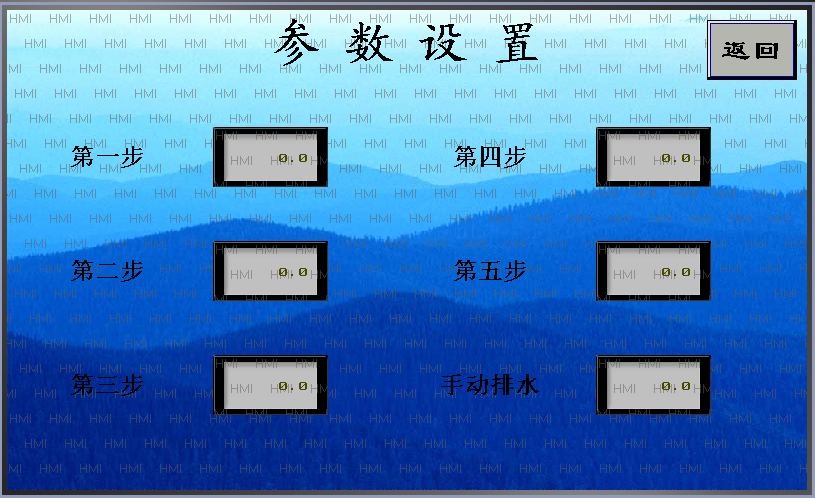 参数设置
返回
第一步 0.0 第四步 0.0
第二步 0.0 第五步 0.0
第三步 0.0 手动排水 0.0
HMI